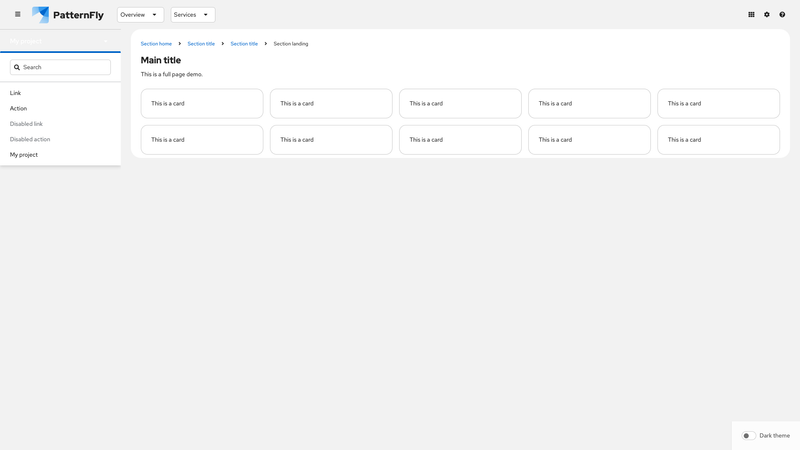 PatternFly
Overview
Services
My project
Search
Link
Action
Disabled link
Disabled action
My project
Section home
Section title
Section title
Section landing
Main title
This is a full page demo.
This is a card
This is a card
This is a card
This is a card
This is a card
This is a card
This is a card
This is a card
This is a card
This is a card
Dark theme